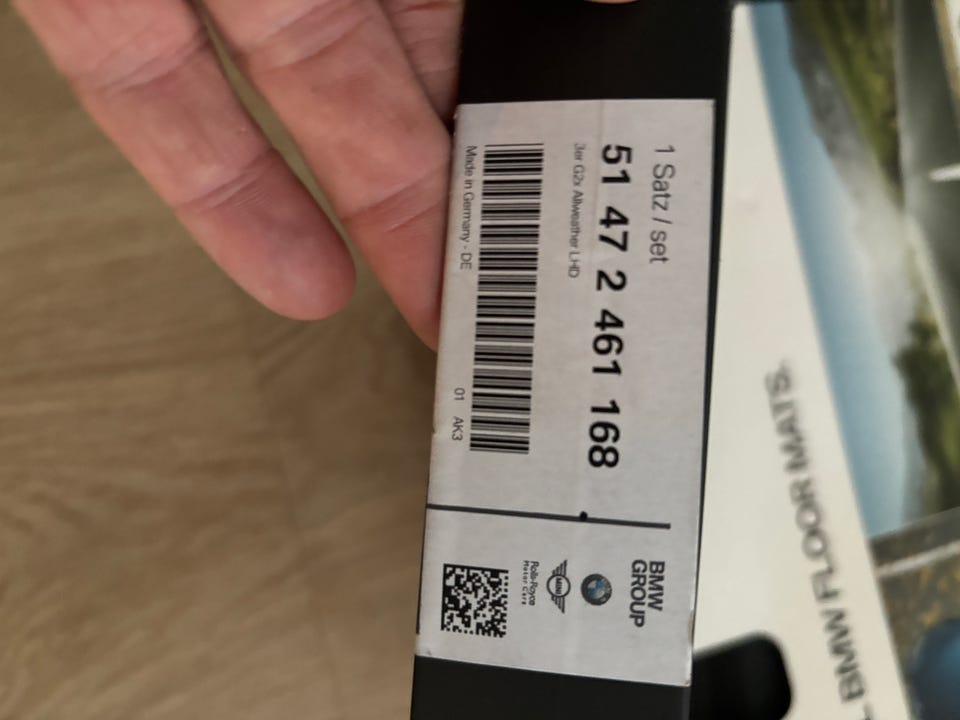 1 Satz / set
51 47 2 461 168
3er G2x Allweather LHD
Made in Germany - DE
01 AK3
BMW
GROUP
MINI
Rolls-Royce
Motor Cars
BMW FLOOR MATS.